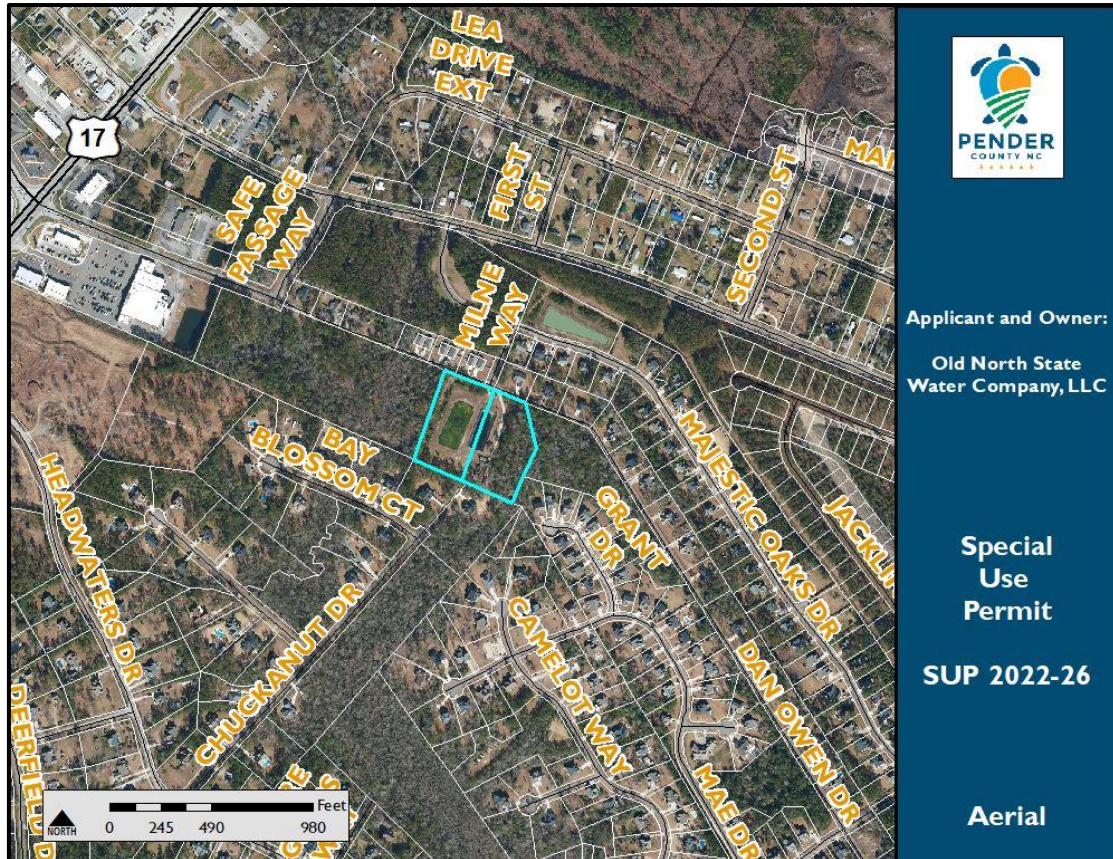 LEA
DRIVE
EXT
17
SAFE
PASSAGE
WAY
FIRST
ST
SECOND ST
MILNE
WAY
BAY
BLOSSOM CT
HEADWATERS DR
CHUCKANUT DR
GRANT
DR
MAJESTIC OAKS DR
CAMELOT WAY
DAN OWEN DR
MAE DR
NORTH
0 245 490 980
Feet
PENDER
COUNTY NC
Applicant and Owner:
Old North State
Water Company, LLC
Special
Use
Permit
SUP 2022-26
Aerial